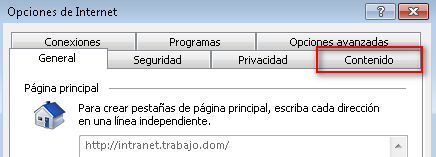 Opciones de Internet
Conexiones Programas Opciones avanzadas
General Seguridad Privacidad Contenido
Página principal
Para crear pestañas de página principal, escriba cada dirección
en una línea independiente.
http://intranet.trabajo.dom/